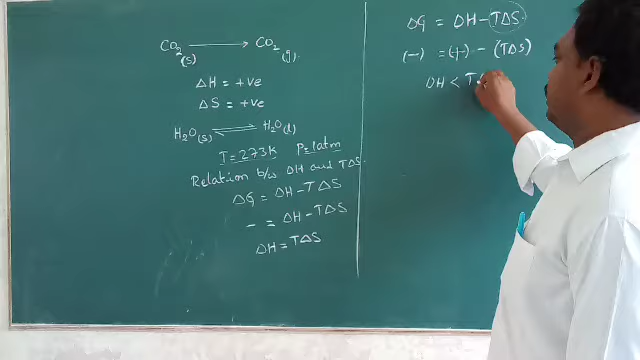 CO2(s) ⟶ CO2(g)
ΔH = +ve
ΔS = +ve
H2O(s) ⇌ H2O(l)
T = 273K P = 1atm
Relation b/w ΔH and TΔS.
ΔG = ΔH - TΔS
- = ΔH - TΔS
ΔH = TΔS
ΔG = ΔH - TΔS.
(-) = (+) - (TΔS)
ΔH < T